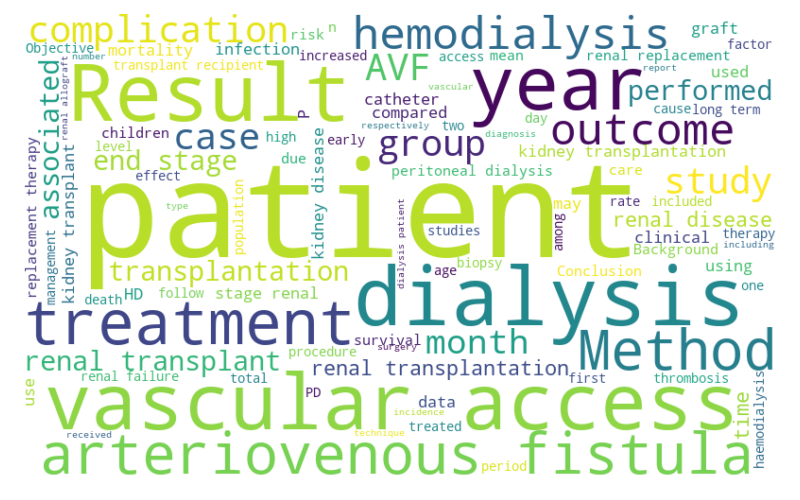 complication
hemodialysis
risk
n
graft
Objective
mortality
infection
increased
access
mean
renal replacement
factor
number
transplant recipient
report
Result
AVF
year
vascular
used
performed
catheter
cause
long term
compared
associated
renal allograft
children
case
P
day
respectively
two
outcome
level
high
early
diagnosis
group
kidney transplantation
end stage
due
peritoneal dialysis
care
study
effect
kidney disease
replacement therapy
management
kidney transplant
type
population
patient
may
rate
included
studies
among
renal disease
clinical
therapy
Background
including
transplantation
dialysis patient
age
biopsy
Conclusion
using
death
HD
follow
stage renal
dialysis
one
treatment
survival
month
Method
surgery
procedure
renal transplant
renal transplantation
use
renal failure
total
first
thrombosis
PD
data
vascular access
time
haemodialysis
incidence
treated
received
technique
arteriovenous fistula
period